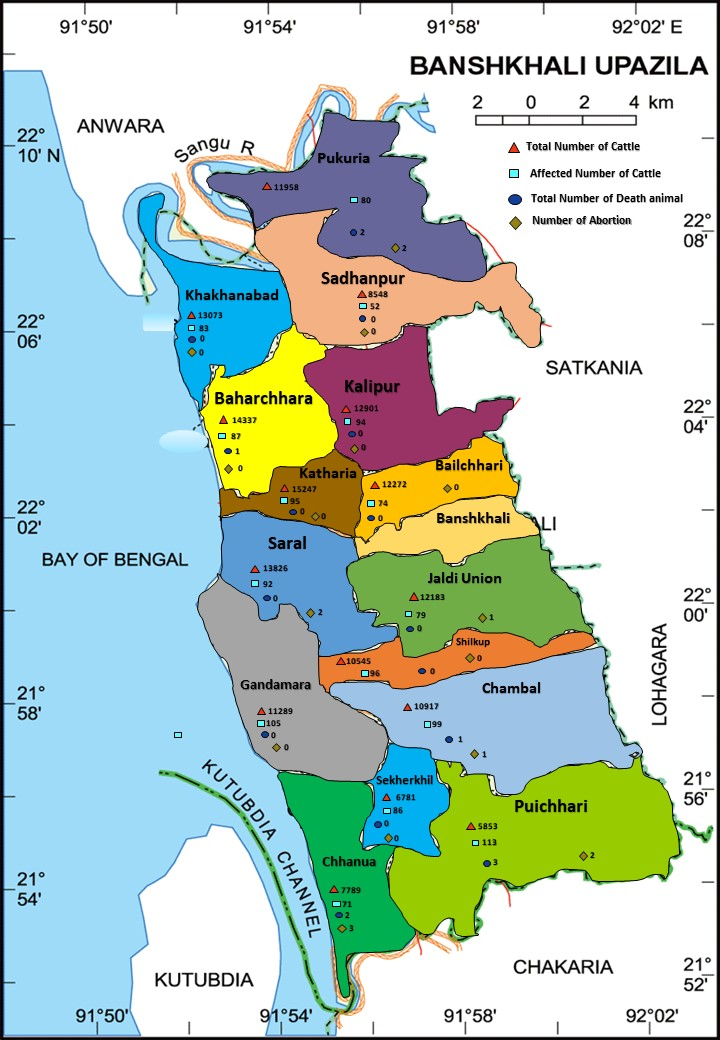 91°50' 91°54' 91°58' 92°02' E
BANSHKHALI UPAZILA
2 0 2 4 km
Total Number of Cattle
Affected Number of Cattle
Total Number of Death animal
Number of Abortion
ANWARA
Sangu R
22°
10' N
Pukuria
11958
80
2
2
22°
08'
Sadhanpur
8548
52
0
0
Khakhanabad
13073
83
0
0
22°
06'
SATKANIA
Baharchhara
14337
87
1
0
Kalipur
12901
94
0
0
22°
04'
Katharia
15247
95
0
0
Bailchhari
12272
0
74
0
22°
02'
Banshkhali
ALI
BAY OF BENGAL
Saral
13826
92
0
2
Jaldi Union
12183
79
1
0
22°
00'
Shilkup
10545
0
96
0
LOHAGARA
Gandamara
11289
105
0
0
21°
58'
Chambal
10917
99
1
1
KUTUBDIA CHANNEL
Sekherkhil
6781
86
0
0
21°
56'
Puichhari
5853
113
2
3
Chhanua
7789
71
2
3
21°
54'
KUTUBDIA
CHAKARIA
21°
52'
91°50' 91°54' 91°58' 92°02'